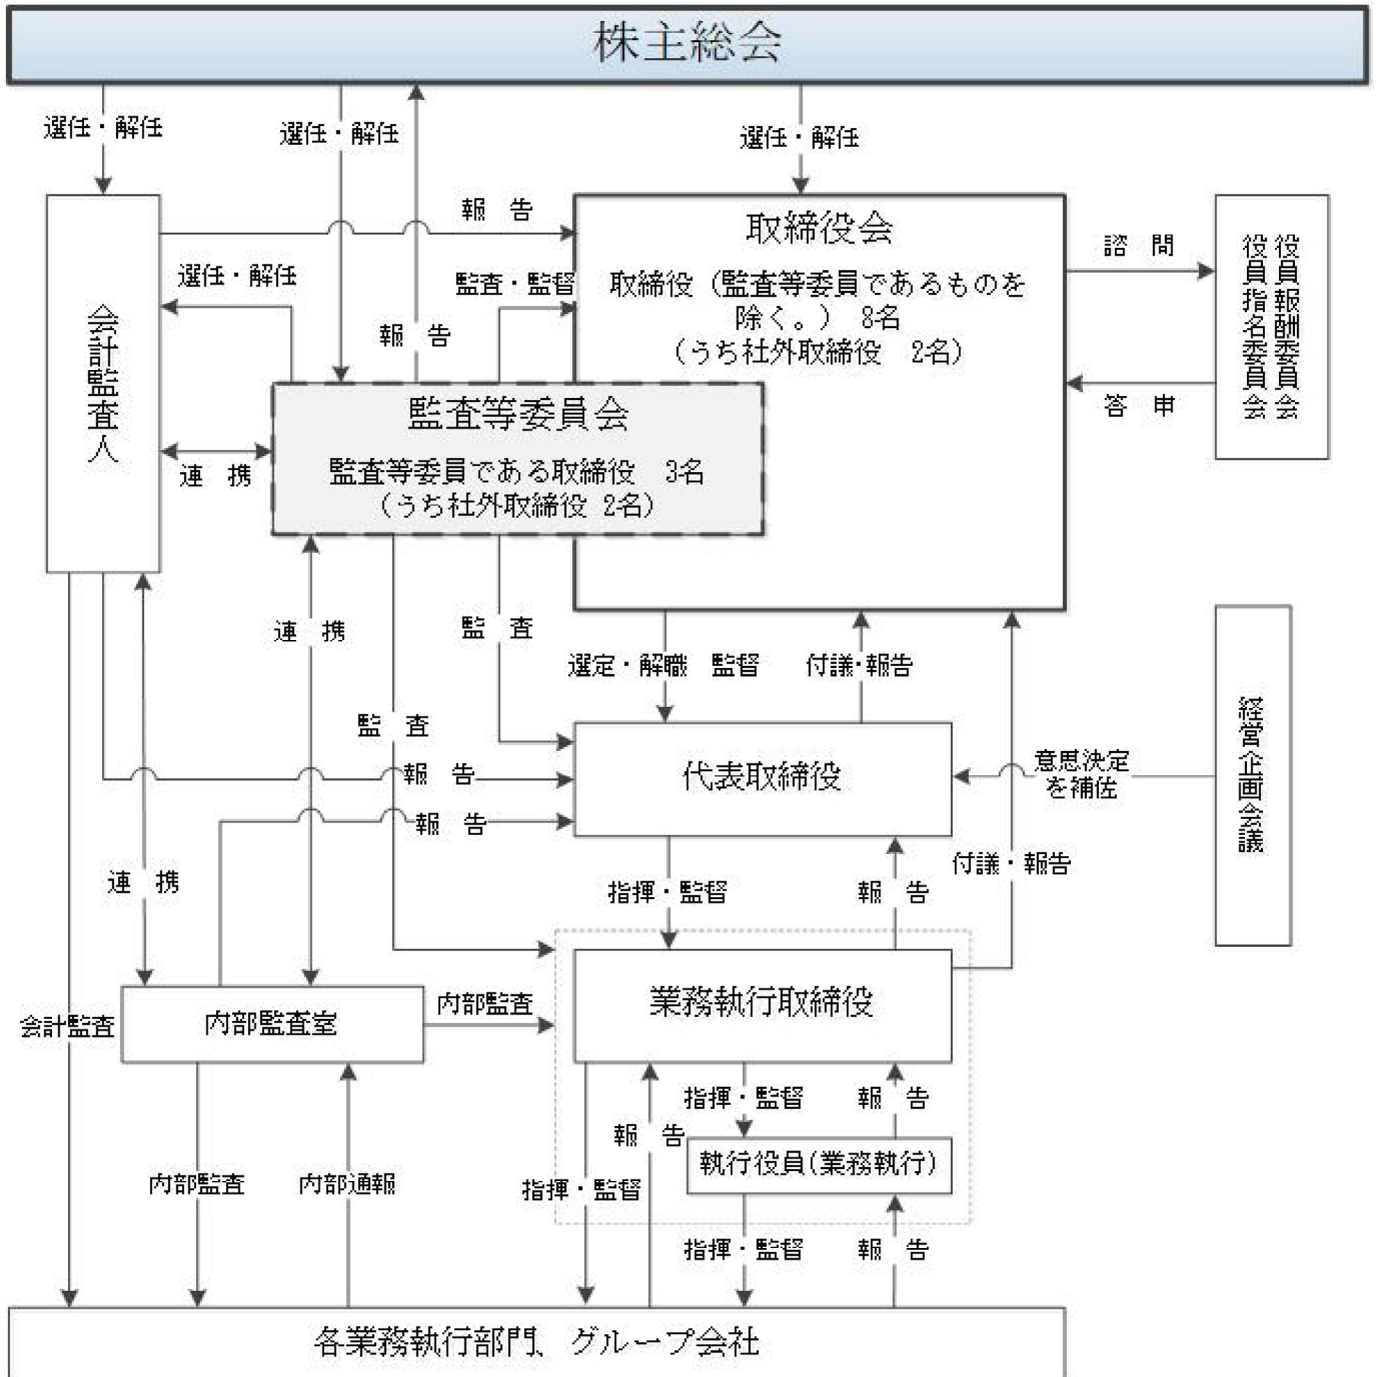 株主総会
選任・解任
選任・解任
選任・解任
報　告
取締役会
取締役（監査等委員であるものを
除く。）　8名
（うち社外取締役　2名）
諮　問
役員報酬委員会
役員指名委員会
答　申
選任・解任
監査・監督
報　告
会計監査人
監査等委員会
監査等委員である取締役　3名
（うち社外取締役 2名）
連　携
連　携
監　査
選定・解職　監督
付議・報告
監　査
報　告
代表取締役
意思決定
を補佐
経営企画会議
報　告
連　携
指揮・監督
報　告
付議・報告
会計監査
内部監査室
内部監査
業務執行取締役
指揮・監督
報　告
報　告
執行役員(業務執行)
内部監査
内部通報
指揮・監督
指揮・監督
報　告
各業務執行部門、グループ会社